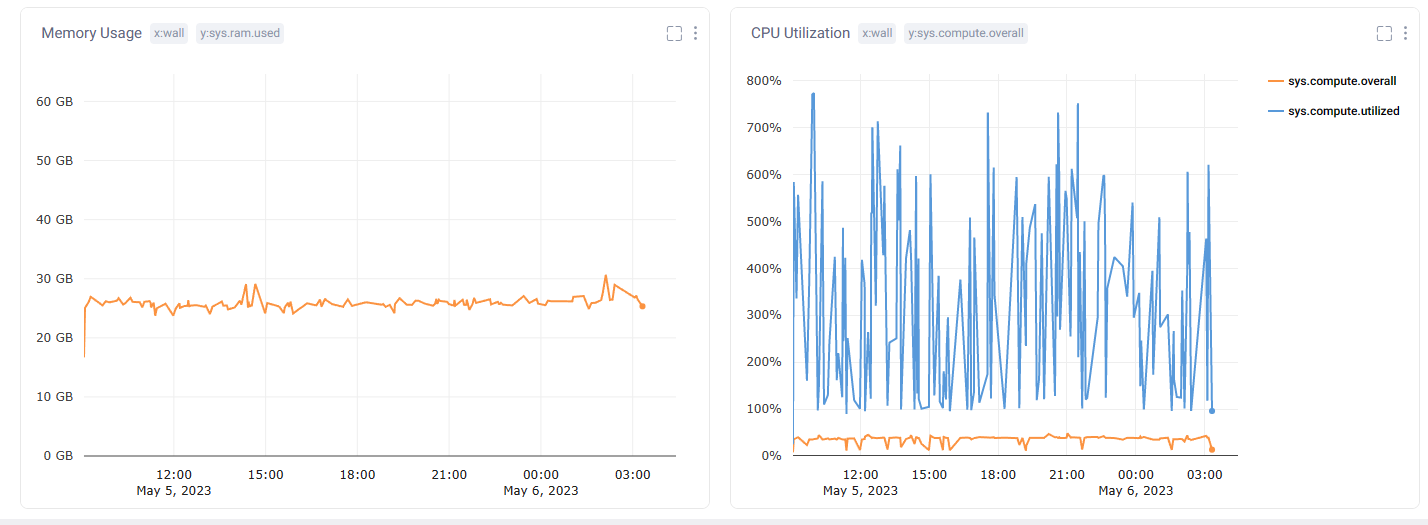 Memory Usage x:wall y:sys.ram.used
60 GB
50 GB
40 GB
30 GB
20 GB
10 GB
0 GB
12:00 15:00 18:00 21:00 00:00 03:00
May 5, 2023 May 6, 2023
CPU Utilization x:wall y:sys.compute.overall
800%
700%
600%
500%
400%
300%
200%
100%
0%
12:00 15:00 18:00 21:00 00:00 03:00
May 5, 2023 May 6, 2023
sys.compute.overall
sys.compute.utilized